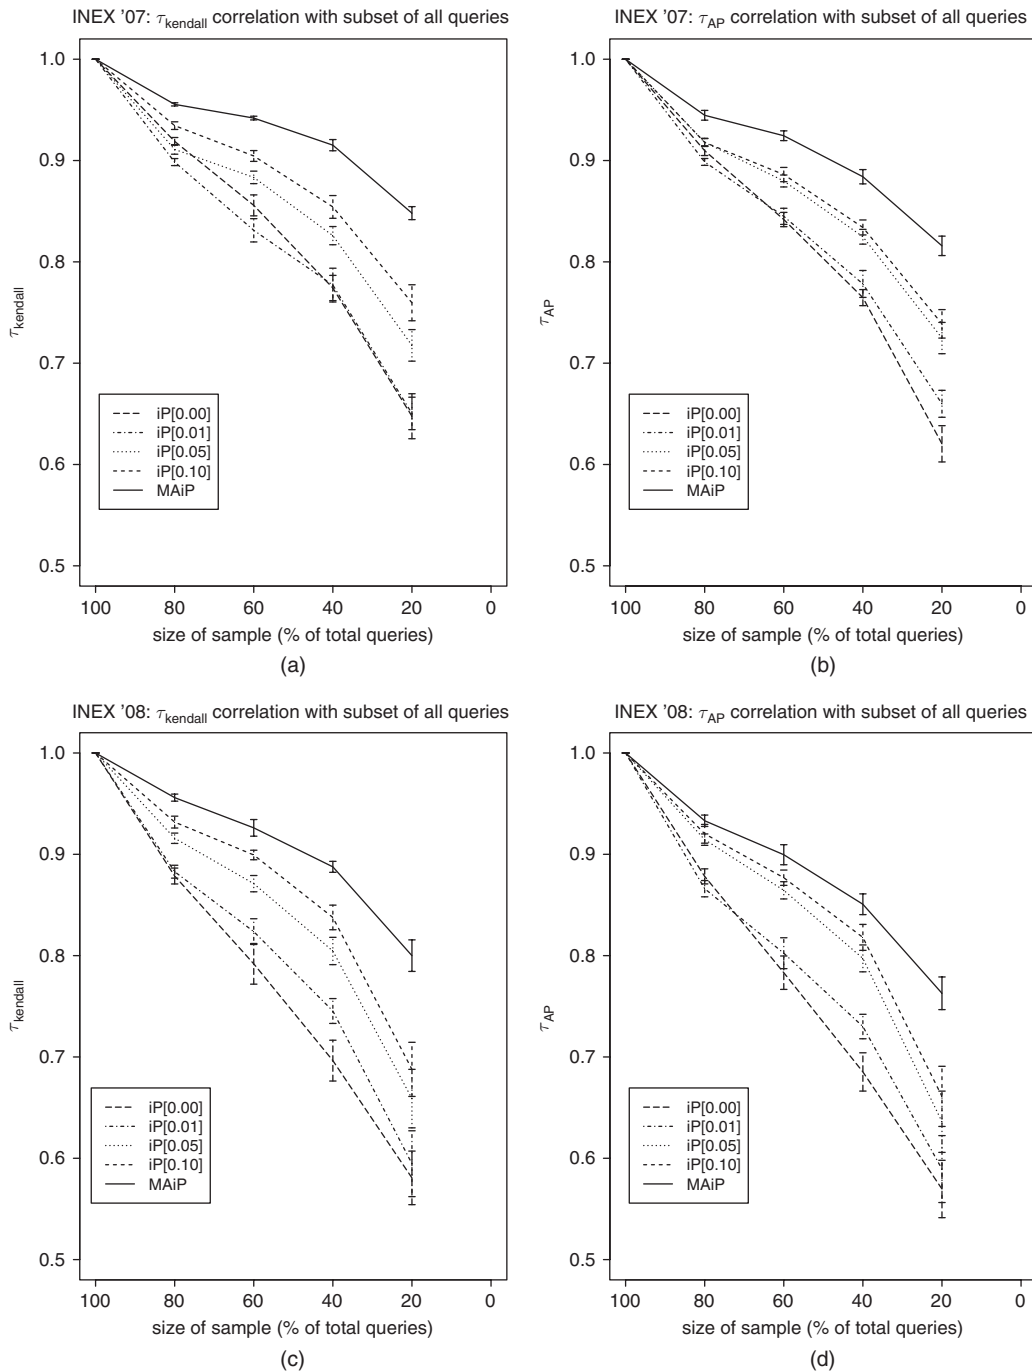 INEX '07: τkendall correlation with subset of all queries
1.0
0.9
0.8
0.7
0.6
0.5
τkendall
iP[0.00]
iP[0.01]
iP[0.05]
iP[0.10]
MAiP
100 80 60 40 20 0
size of sample (% of total queries)
(a)
INEX '07: τAP correlation with subset of all queries
1.0
0.9
0.8
0.7
0.6
0.5
τAP
iP[0.00]
iP[0.01]
iP[0.05]
iP[0.10]
MAiP
100 80 60 40 20 0
size of sample (% of total queries)
(b)
INEX '08: τkendall correlation with subset of all queries
1.0
0.9
0.8
0.7
0.6
0.5
τkendall
iP[0.00]
iP[0.01]
iP[0.05]
iP[0.10]
MAiP
100 80 60 40 20 0
size of sample (% of total queries)
(c)
INEX '08: τAP correlation with subset of all queries
1.0
0.9
0.8
0.7
0.6
0.5
τAP
iP[0.00]
iP[0.01]
iP[0.05]
iP[0.10]
MAiP
100 80 60 40 20 0
size of sample (% of total queries)
(d)